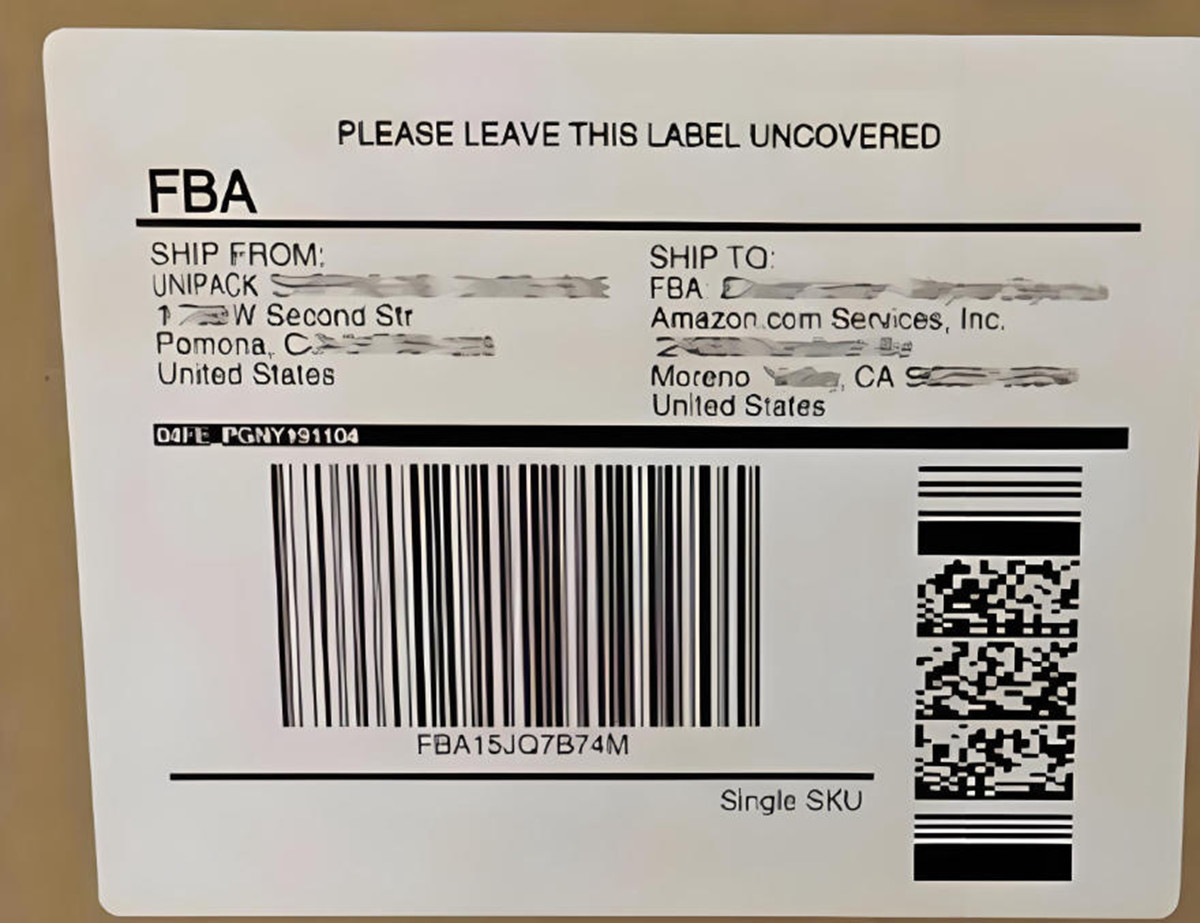 PLEASE LEAVE THIS LABEL UNCOVERED
FBA
SHIP FROM:
UNIPACK
W Second Str
Pomona,
United States
SHIP TO:
FBA:
Amazon.com Services, Inc.
Moreno , CA
United States
PGNY191104
FBA15JQ7B74M
Single SKU